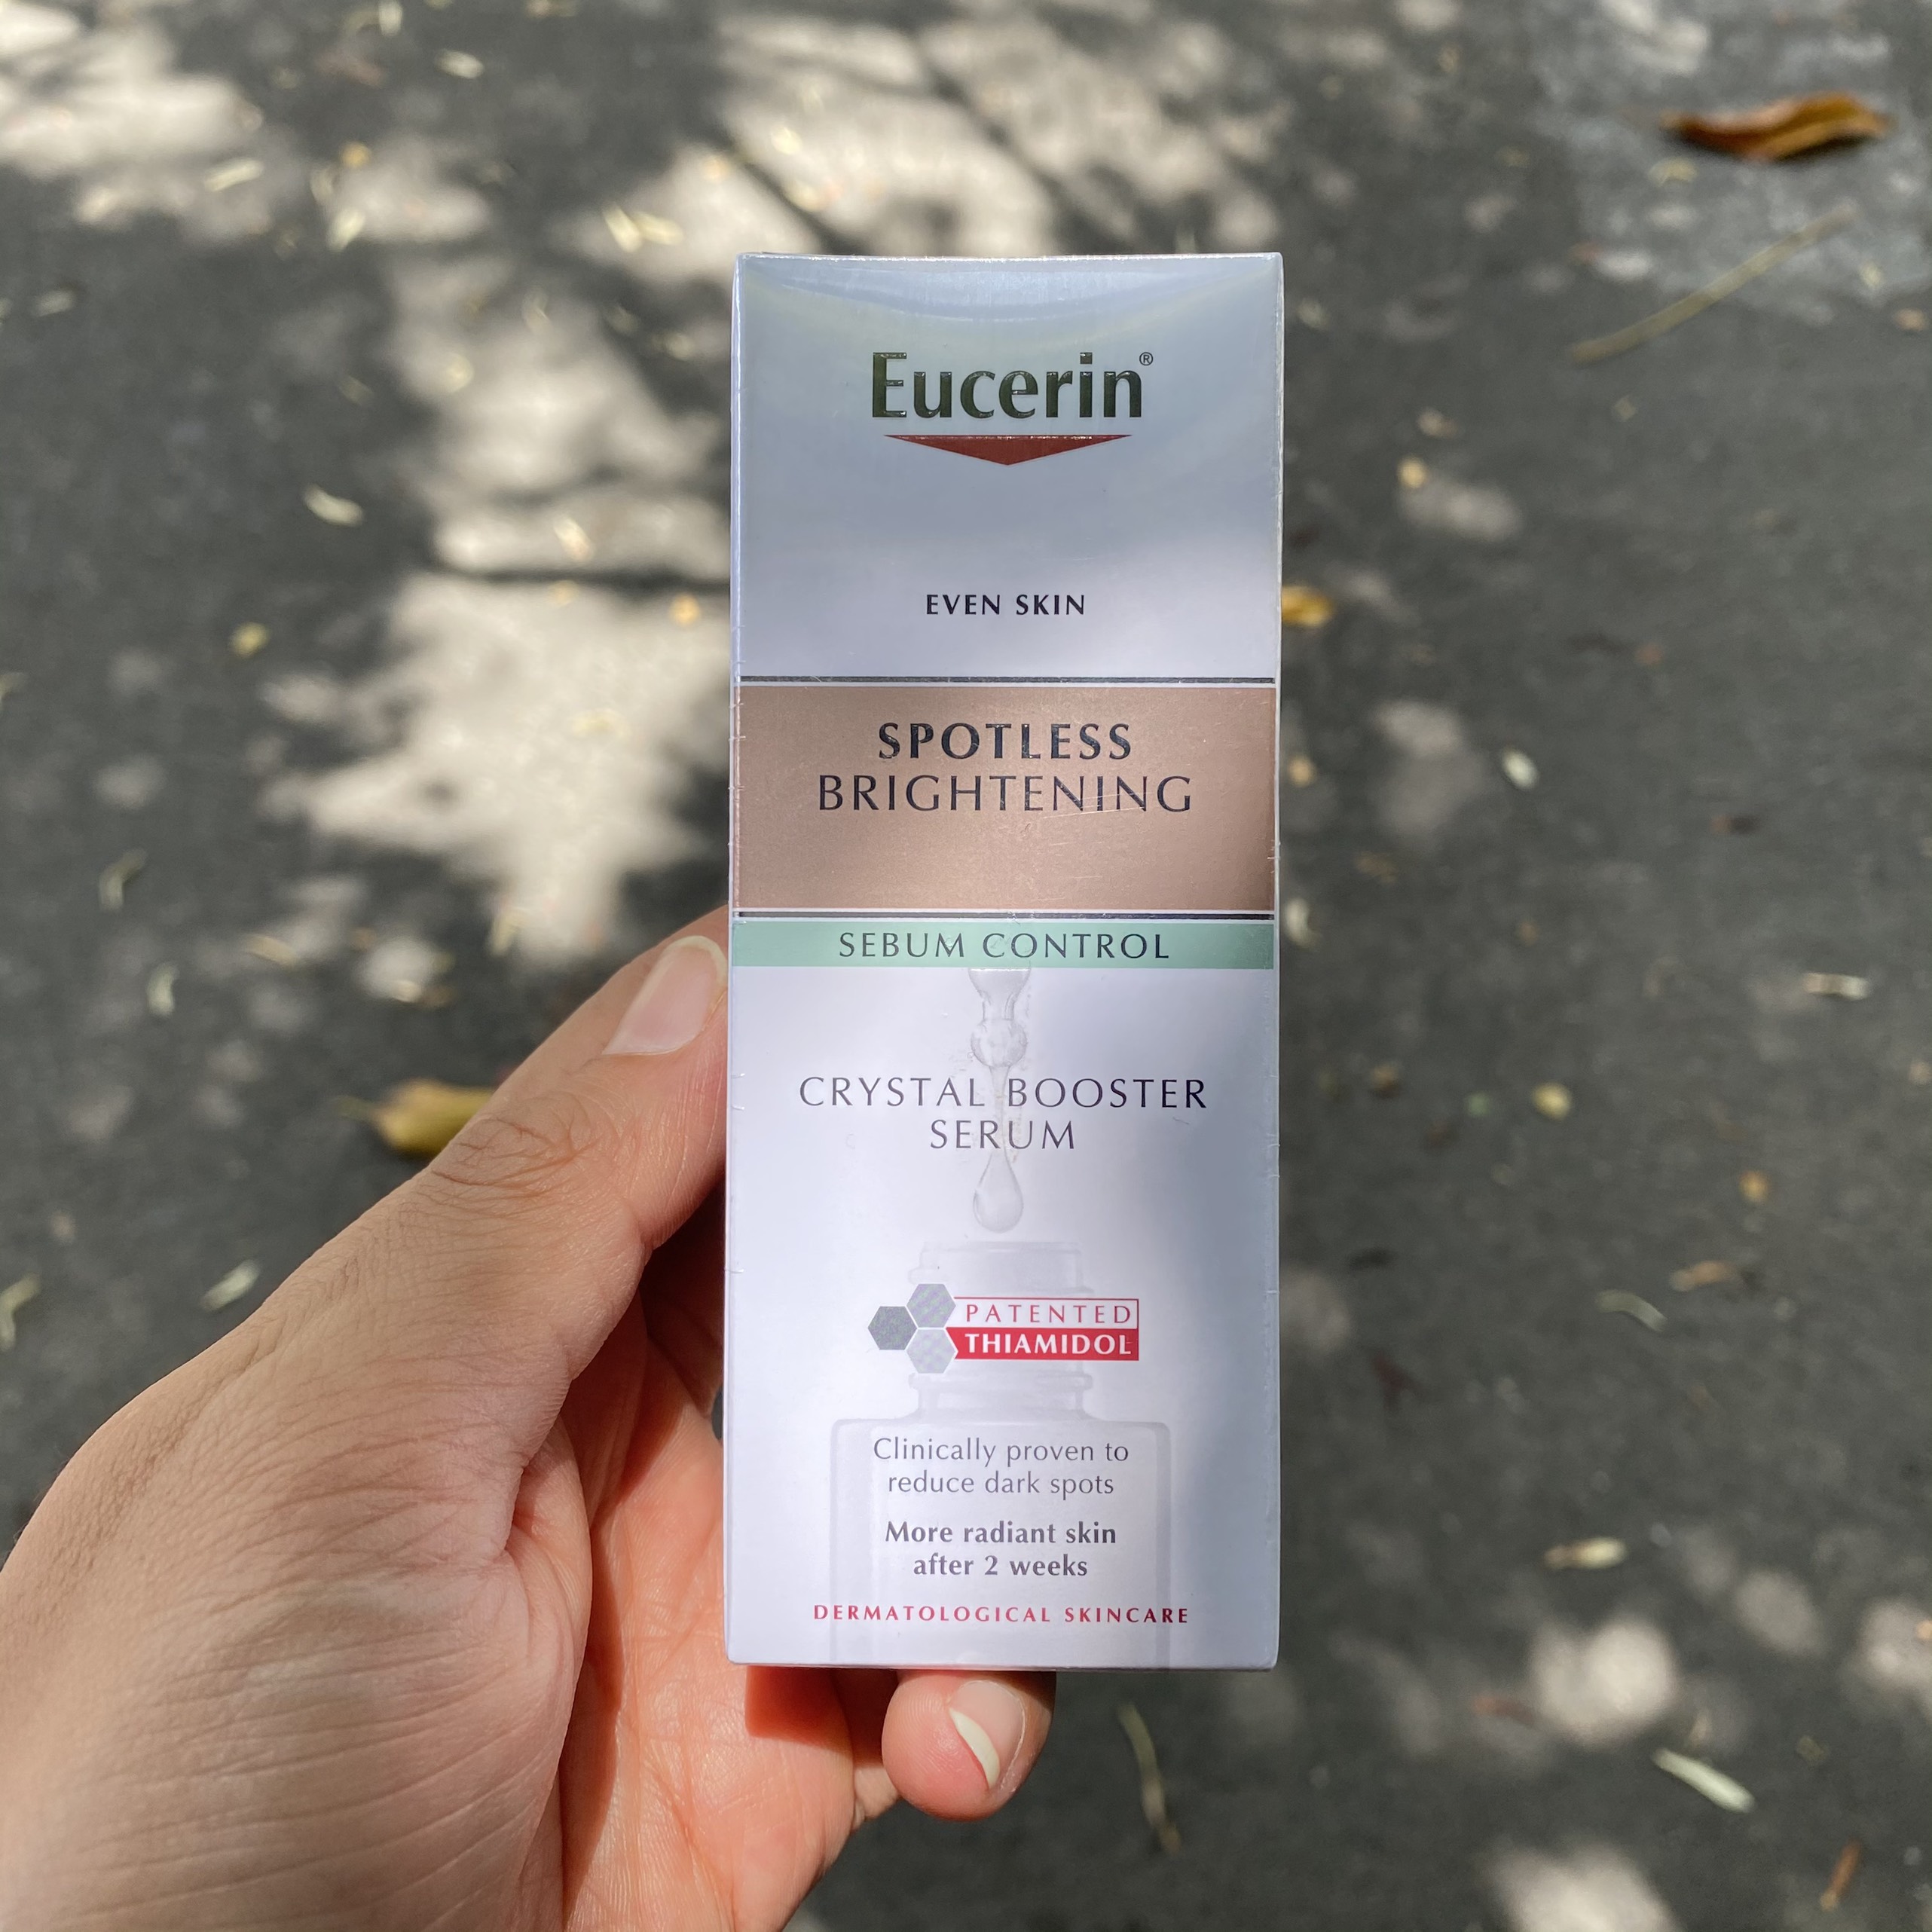 Eucerin®
EVEN SKIN
SPOTLESS
BRIGHTENING
SEBUM CONTROL
CRYSTAL BOOSTER
SERUM
PATENTED
THIAMIDOL
Clinically proven to
reduce dark spots
More radiant skin
after 2 weeks
DERMATOLOGICAL SKINCARE